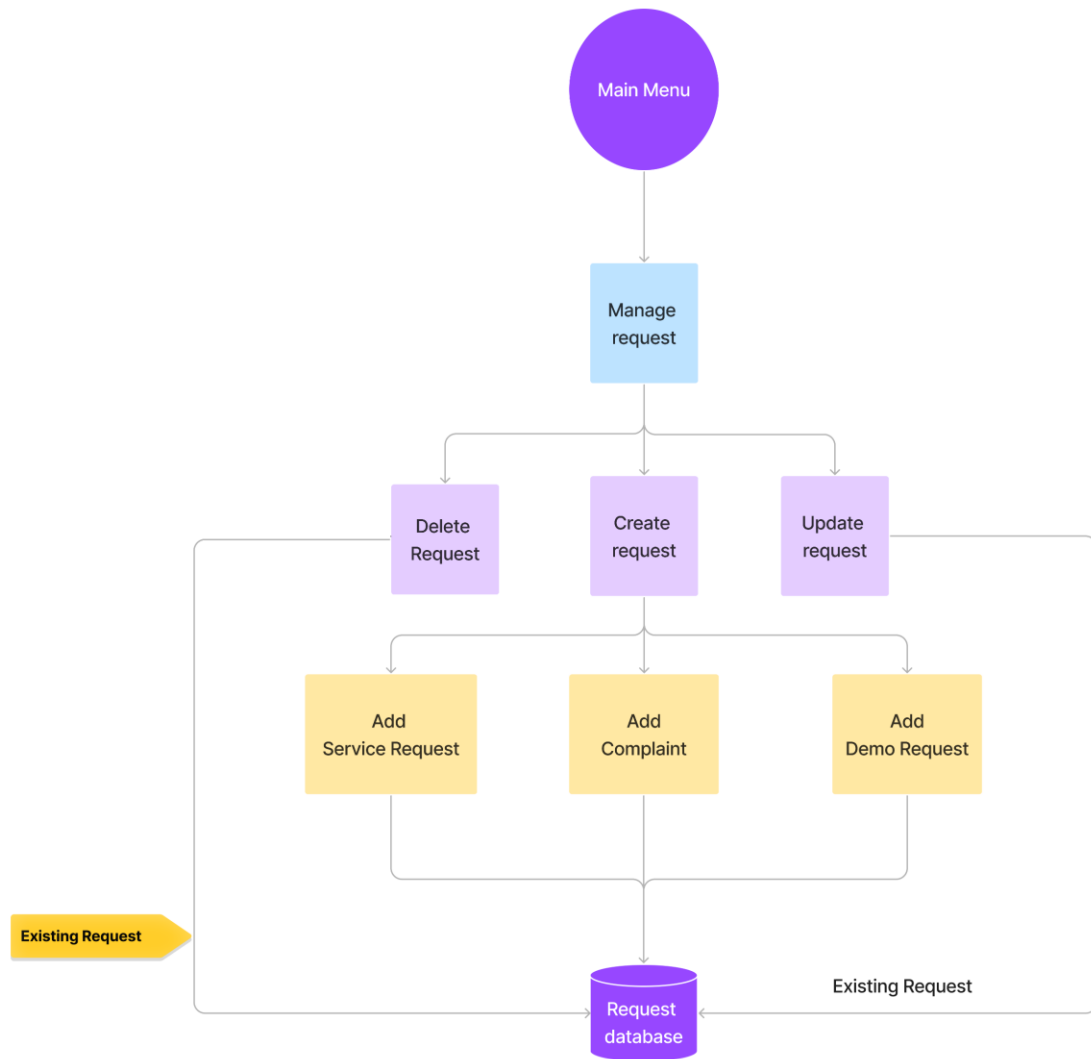 Main Menu
Manage
request
Delete
Request
Create
request
Update
request
Add
Service Request
Add
Complaint
Add
Demo Request
Existing Request
Existing Request
Request
database